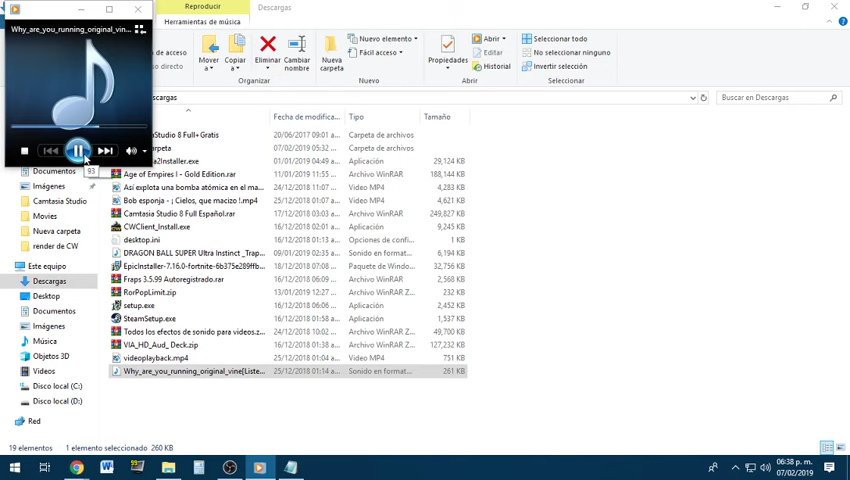 Reproducir
Descargas
Herramientas de música
Why_are_you_running_original_vin...
93
de acceso
directo
Mover a
Copiar a
Eliminar
Cambiar nombre
Organizar
Nueva carpeta
Nuevo elemento
Fácil acceso
Nuevo
Propiedades
Abrir
Editar
Historial
Abrir
Seleccionar todo
No seleccionar ninguno
Invertir selección
Seleccionar
Buscar en Descargas
Fecha de modifica...
Tipo
Tamaño
Studio 8 Full+Gratis 20/06/2017 09:01 a... Carpeta de archivos
07/02/2019 05:32 ... Carpeta de archivos
01/01/2019 04:49 ... Aplicación 29,124 KB
Age of Empires I - Gold Edition.rar 11/01/2019 11:55 ... Archivo WinRAR 188,144 KB
Así explota una bomba atómica en el ma... 24/12/2018 11:07 ... Video MP4 4,283 KB
Bob esponja - ¡ Cielos, que macizo !.mp4 25/12/2018 01:07 a... Video MP4 4,621 KB
Camtasia Studio 8 Full Español.rar 17/12/2018 03:03 a... Archivo WinRAR 249,827 KB
CWClient_Install.exe 16/12/2018 02:01 ... Aplicación 9,245 KB
desktop.ini 16/12/2018 01:13 ... Opciones de confi... 1 KB
DRAGON BALL SUPER Ultra Instinct _Trap... 09/01/2019 02:35 ... Sonido en format... 6,194 KB
EpicInstaller-7.16.0-fortnite-6b375e289ffb... 18/12/2018 07:08 ... Paquete de Windo... 32,756 KB
Fraps 3.5.99 Autoregistrado.rar 13/12/2018 06:39 ... Archivo WinRAR 2,568 KB
RorPopLimit.zip 13/01/2019 12:27 ... Archivo WinRAR Z... 232 KB
setup.exe 16/12/2018 06:06 ... Aplicación 2,452 KB
SteamSetup.exe 16/12/2018 01:14 ... Aplicación 1,537 KB
Todos los efectos de sonido para videos.z... 24/12/2018 10:02 ... Archivo WinRAR Z... 49,700 KB
VIA_HD_Aud_ Deck.zip 16/12/2018 01:15 ... Archivo WinRAR Z... 127,232 KB
videoplayback.mp4 25/12/2018 01:11 a... Video MP4 751 KB
Why_are_you_running_original_vine[Liste... 25/12/2018 01:14 a... Sonido en format... 261 KB
Documentos
Imágenes
Camtasia Studio
Movies
Nueva carpeta
render de CW
Este equipo
Descargas
Desktop
Documentos
Imágenes
Música
Objetos 3D
Videos
Disco local (C:)
Disco local (D:)
Red
19 elementos 1 elemento seleccionado 260 KB
06:38 p. m.
07/02/2019